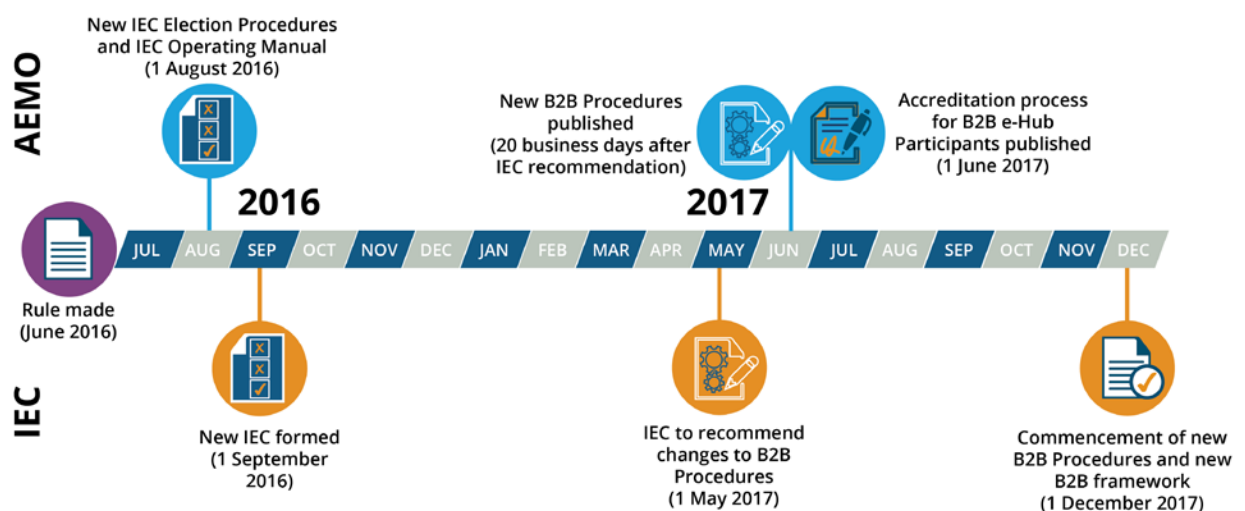 AEMO
New IEC Election Procedures
and IEC Operating Manual
(1 August 2016)
New B2B Procedures
published
(20 business days after
IEC recommendation)
Accreditation process
for B2B e-Hub
Participants published
(1 June 2017)
2016
2017
JUL AUG SEP OCT NOV DEC JAN FEB MAR APR MAY JUN JUL AUG SEP OCT NOV DEC
Rule made
(June 2016)
IEC
New IEC formed
(1 September
2016)
IEC to recommend
changes to B2B
Procedures
(1 May 2017)
Commencement of new
B2B Procedures and new
B2B framework
(1 December 2017)